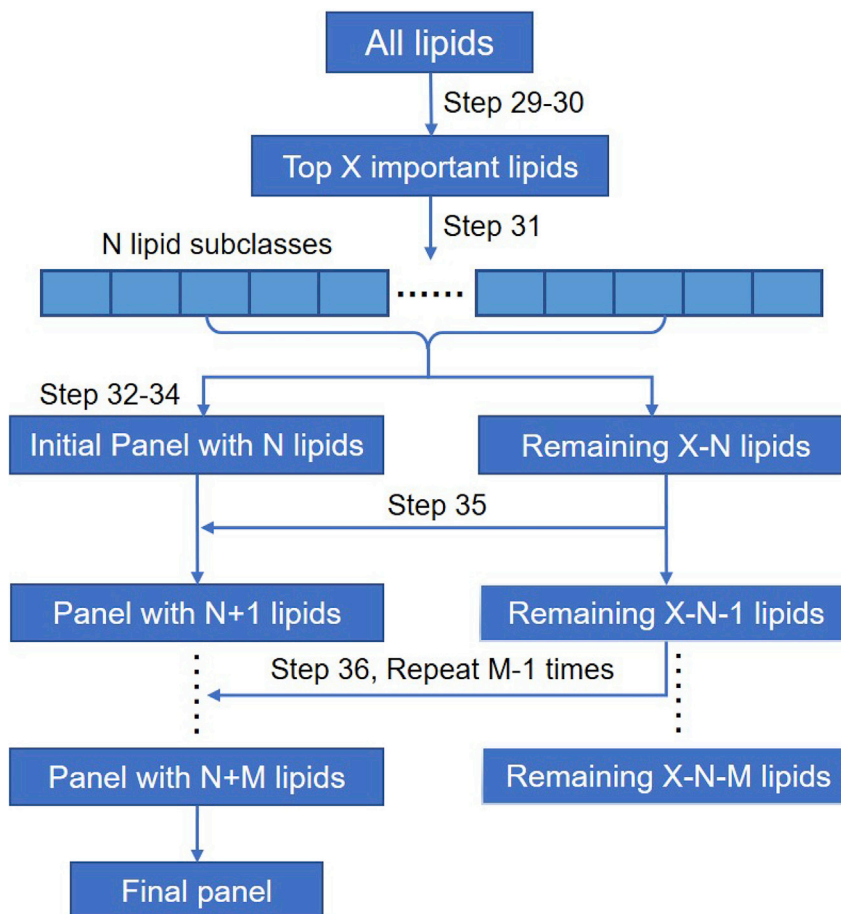 All lipids
Step 29-30
Top X important lipids
Step 31
N lipid subclasses
......
Step 32-34
Initial Panel with N lipids
Remaining X-N lipids
Step 35
Panel with N+1 lipids
Remaining X-N-1 lipids
Step 36, Repeat M-1 times
Panel with N+M lipids
Remaining X-N-M lipids
Final panel